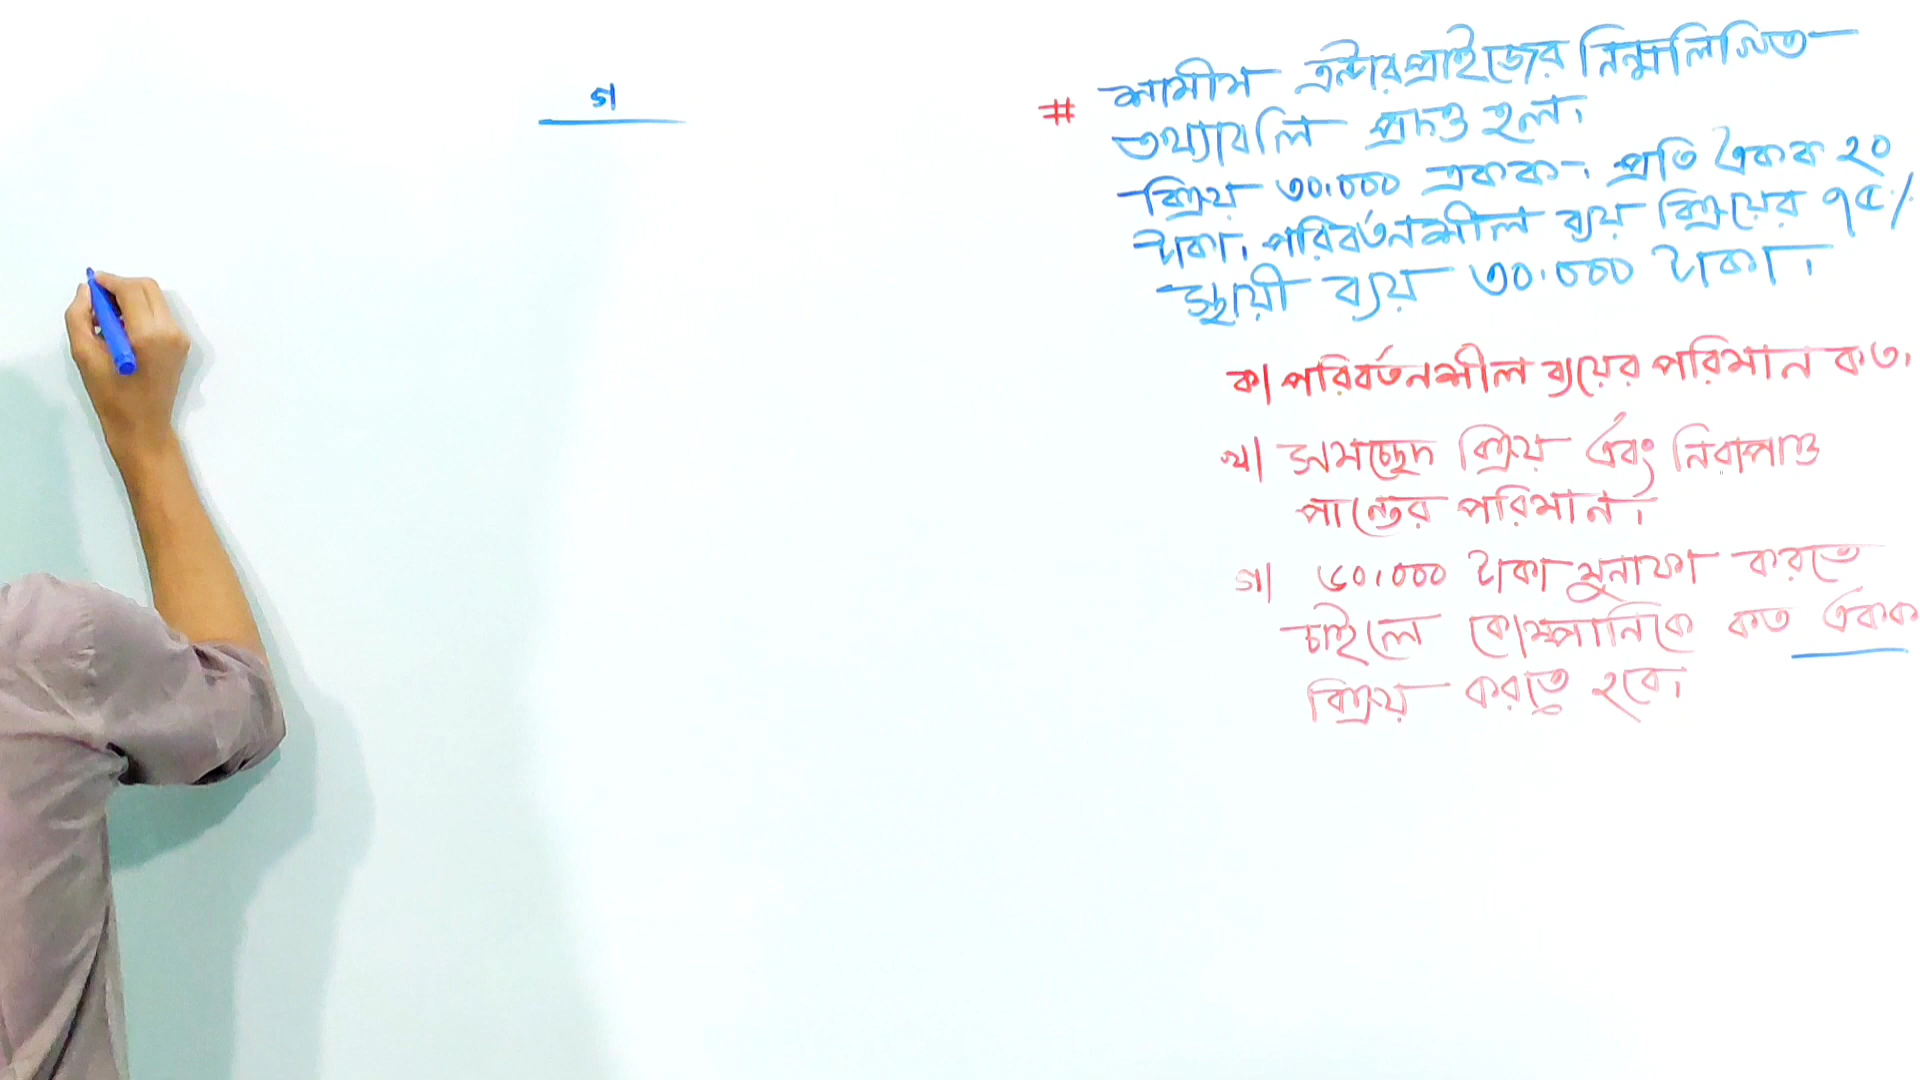 গ
# শামীম এন্টারপ্রাইজের নিম্নলিখিত
তথ্যাবলি প্রদত্ত হল।
বিক্রয় ৩০,০০০ একক। প্রতি একক ২০
টাকা। পরিবর্তনশীল ব্যয় বিক্রয়ের ৭৫%
স্থায়ী ব্যয় ৩০,০০০ টাকা।
ক| পরিবর্তনশীল ব্যয়ের পরিমান কত।
খ| সমচ্ছেদ বিক্রয় এবং নিরাপত্তা
প্রান্তের পরিমান।
গ| ৬০,০০০ টাকা মুনাফা করতে
চাইলে কোম্পানিকে কত একক
বিক্রয় করতে হবে।